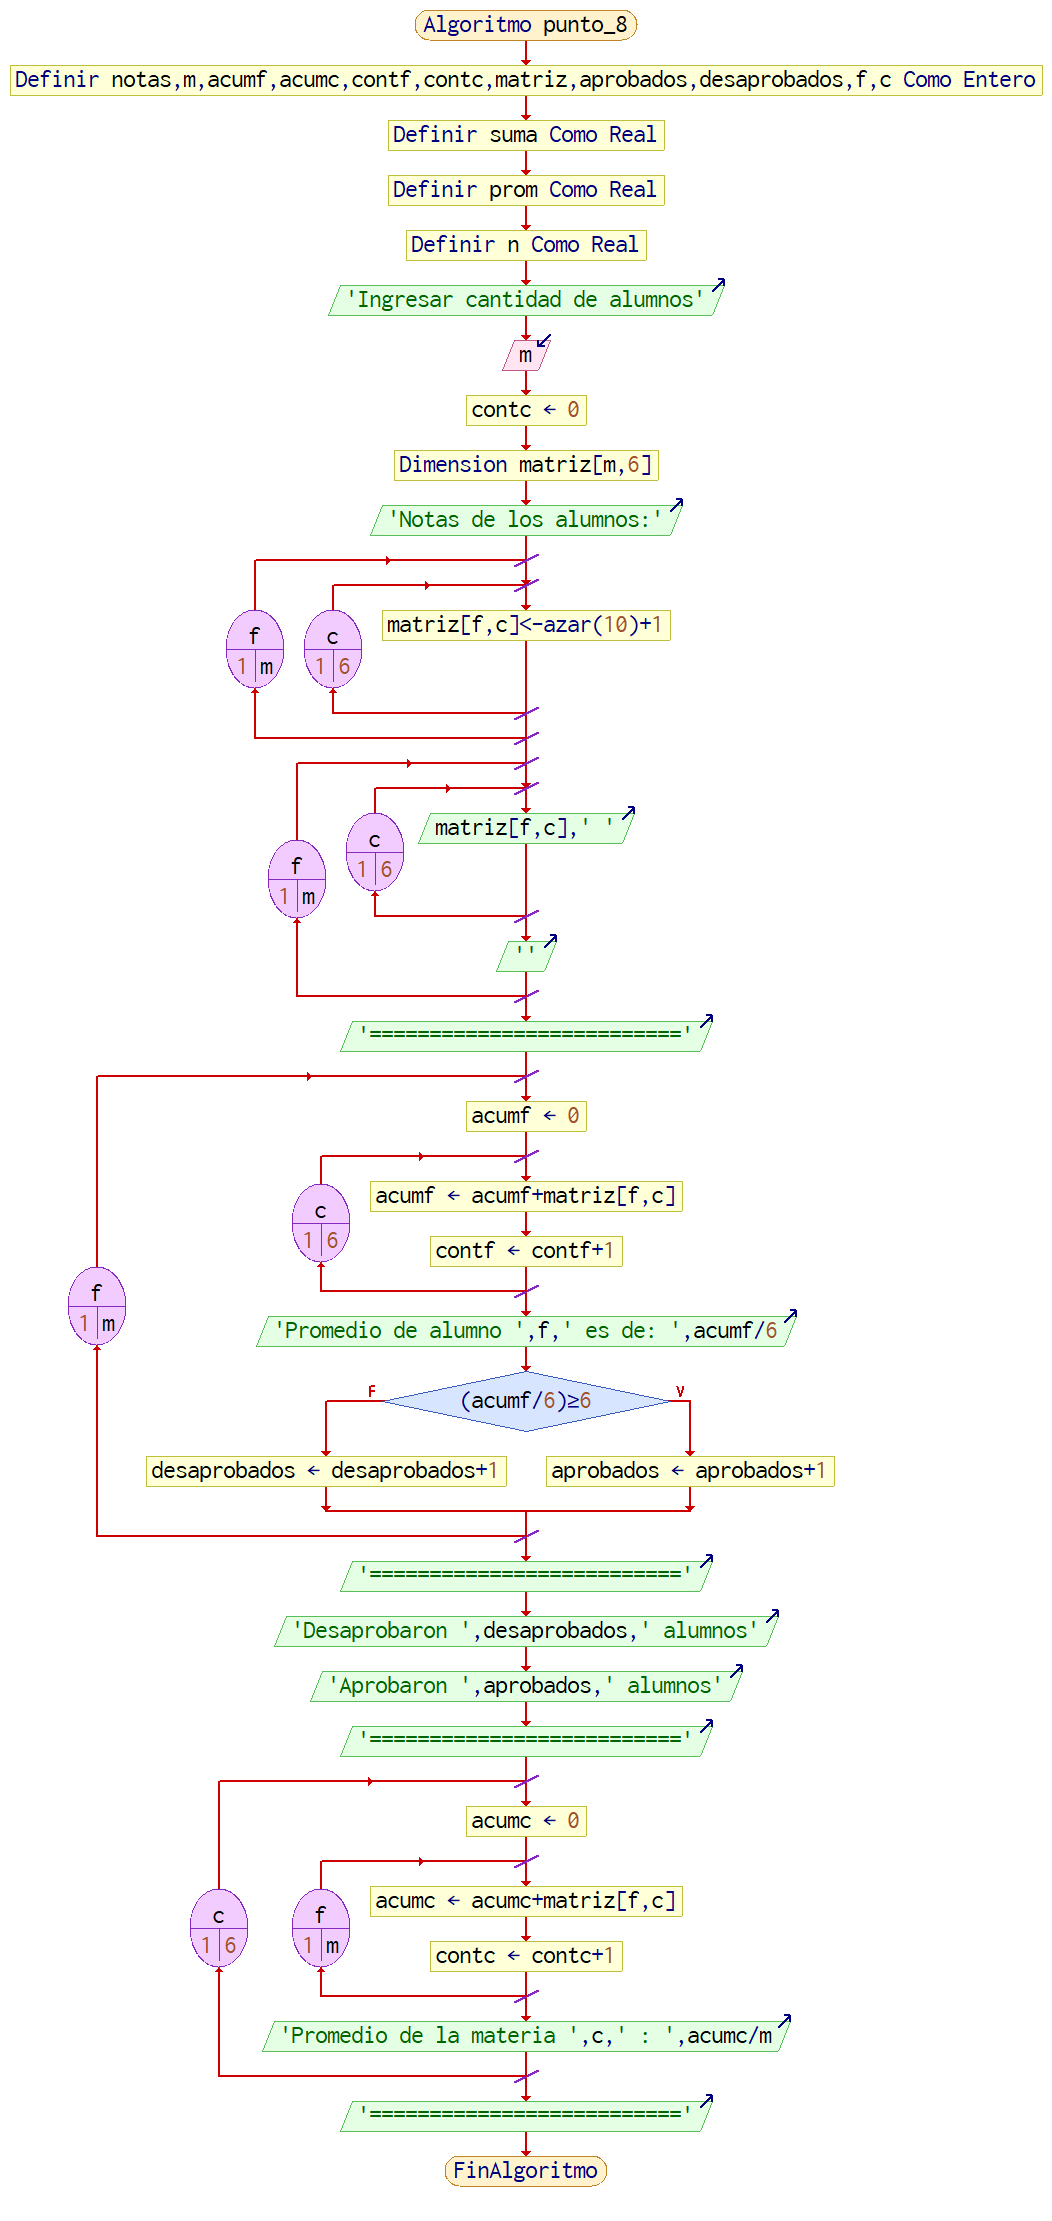 Algoritmo punto_8
Definir notas,m,acumf,acumc,contf,contc,matriz,aprobados,desaprobados,f,c Como Entero
Definir suma Como Real
Definir prom Como Real
Definir n Como Real
'Ingresar cantidad de alumnos'
m
contc ← 0
Dimension matriz[m,6]
'Notas de los alumnos:'
f
1 m
c
1 6
matriz[f,c]<-azar(10)+1
f
1 m
c
1 6
matriz[f,c],' '
''
'=========================='
f
1 m
acumf ← 0
c
1 6
acumf ← acumf+matriz[f,c]
contf ← contf+1
'Promedio de alumno ',f,' es de: ',acumf/6
F
(acumf/6)≥6
V
desaprobados ← desaprobados+1
aprobados ← aprobados+1
'=========================='
'Desaprobaron ',desaprobados,' alumnos'
'Aprobaron ',aprobados,' alumnos'
'=========================='
c
1 6
acumc ← 0
f
1 m
acumc ← acumc+matriz[f,c]
contc ← contc+1
'Promedio de la materia ',c,' : ',acumc/m
'=========================='
FinAlgoritmo